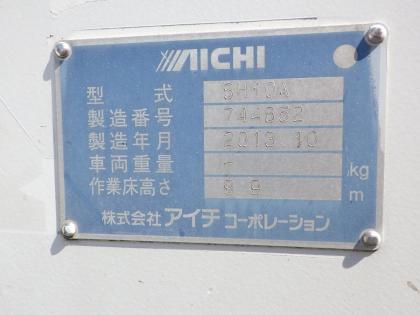 AICHI
型式 SH10A
製造番号 744852
製造年月 2013 10
車両重量 - kg
作業床高さ 9.9 m
株式会社アイチコーポレーション